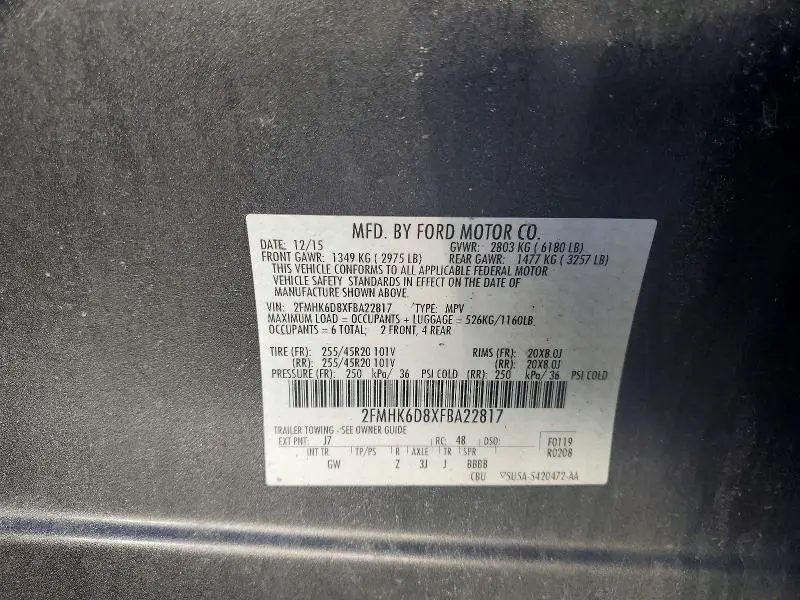 MFD. BY FORD MOTOR CO.
DATE: 12/15 GVWR: 2803 KG ( 6180 LB)
FRONT GAWR: 1349 KG ( 2975 LB) REAR GAWR: 1477 KG ( 3257 LB)
THIS VEHICLE CONFORMS TO ALL APPLICABLE FEDERAL MOTOR
VEHICLE SAFETY STANDARDS IN EFFECT ON THE DATE OF
MANUFACTURE SHOWN ABOVE.
VIN: 2FMHK6D8XFBA22817 TYPE: MPV
MAXIMUM LOAD = OCCUPANTS + LUGGAGE = 526KG/1160LB
OCCUPANTS = 6 TOTAL; 2 FRONT, 4 REAR
TIRE (FR): 255/45R20 101V RIMS (FR): 20X8.0J
(RR): 255/45R20 101V (RR): 20X8.0J
PRESSURE (FR): 250 kPa/ 36 PSI COLD (RR): 250 kPa/ 36 PSI COLD
2FMHK6D8XFBA22817
TRAILER TOWING - SEE OWNER GUIDE
EXT PNT: J7 RC: 48 DSO: F0119
INT TR TP/PS R AXLE TR SPR R0208
GW Z 3J J BBBB
CBU ▽SU5A-5420472-AA